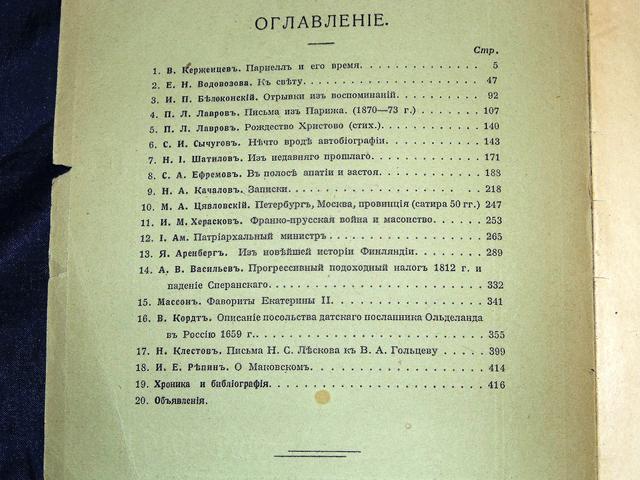 ОГЛАВЛЕНІЕ.
Стр.
1. В. Керженцевъ. Парнеллъ и его время. . . . . . . . . . . . . . 5
2. Е. Н. Водовозова. Къ свѣту. . . . . . . . . . . . . . . . . . . . 47
3. И. П. Бѣлоконскій. Отрывки изъ воспоминаній. . . . . . . . . 92
4. П. Л. Лавровъ. Письма изъ Парижа. (1870—73 г.) . . . . . . . 107
5. П. Л. Лавровъ. Рождество Христово (стих.). . . . . . . . . . . 140
6. С. И. Сычуговъ. Нѣчто вродѣ автобіографіи. . . . . . . . . . 143
7. Н. І. Шатиловъ. Изъ недавняго прошлаго. . . . . . . . . . . . 171
8. С. А. Ефремовъ. Въ полосѣ апатіи и застоя. . . . . . . . . . . 188
9. Н. А. Качаловъ. Записки. . . . . . . . . . . . . . . . . . . . . 218
10. М. А. Цявловскій. Петербургъ, Москва, провинція (сатира 50 гг.) 247
11. И. М. Херасковъ. Франко-прусская война и масонство. . . . . 253
12. І. Ам. Патріархальный министръ . . . . . . . . . . . . . . . . 265
13. Я. Аренбергъ. Изъ новѣйшей исторіи Финляндіи. . . . . . . . 289
14. А. В. Васильевъ. Прогрессивный подоходный налогъ 1812 г. и
паденіе Сперанскаго. . . . . . . . . . . . . . . . . . . . . . . 332
15. Массонъ. Фавориты Екатерины II. . . . . . . . . . . . . . . . 341
16. В. Кордтъ. Описаніе посольства датскаго посланника Ольделанда
въ Россію 1659 г.. . . . . . . . . . . . . . . . . . . . . . . . 355
17. Н. Клестовъ. Письма Н. С. Лѣскова къ В. А. Гольцеву . . . . . 399
18. И. Е. Рѣпинъ. О Маковскомъ. . . . . . . . . . . . . . . . . . 414
19. Хроника и библіографія. . . . . . . . . . . . . . . . . . . . . 416
20. Объявленія.